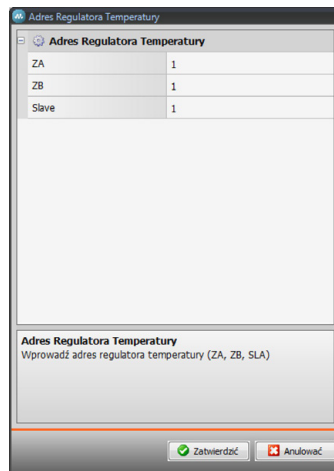 Adres Regulatora Temperatury
Adres Regulatora Temperatury
ZA 1
ZB 1
Slave 1
Adres Regulatora Temperatury
Wprowadź adres regulatora temperatury (ZA, ZB, SLA)
Zatwierdzić Anulować